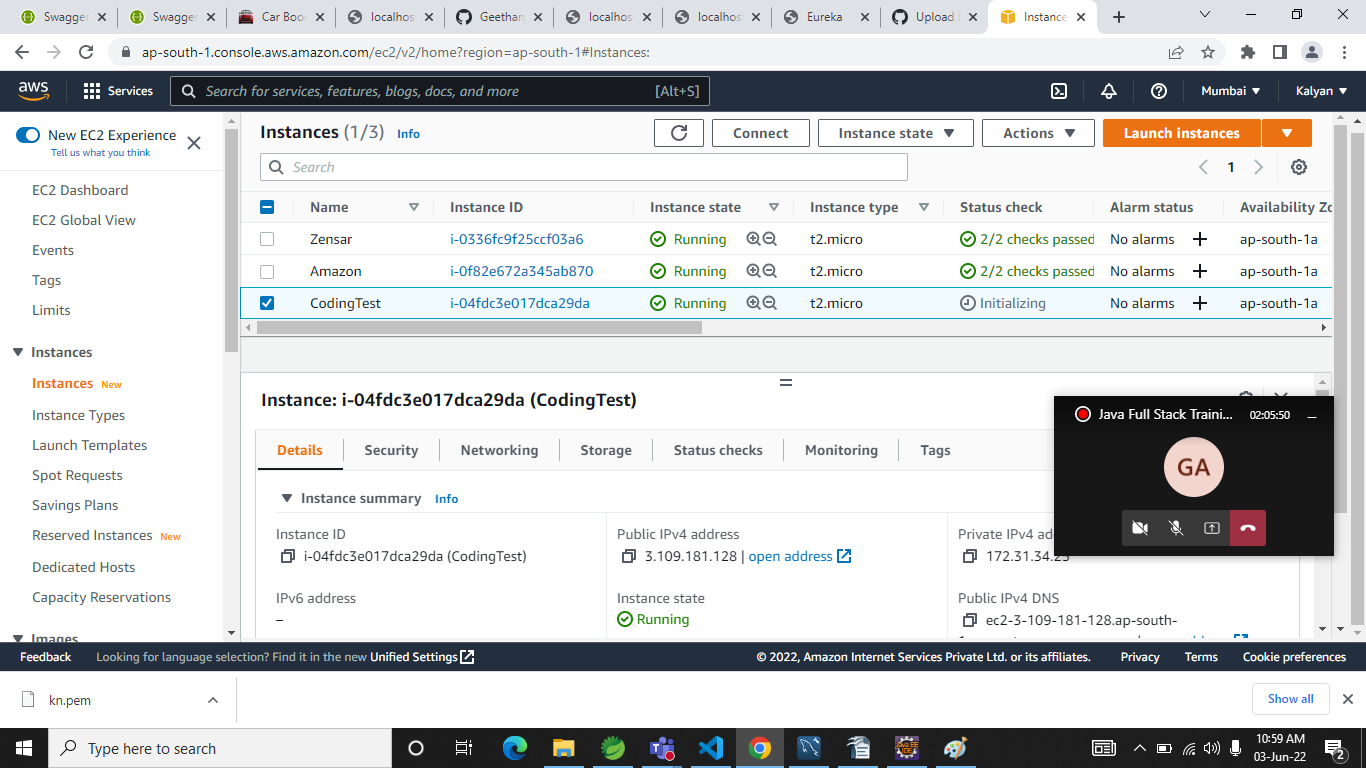 Swagger
Swagger
Car Boo
localhos
Geethan
localhos
localhos
Eureka
Upload
Instance
ap-south-1.console.aws.amazon.com/ec2/v2/home?region=ap-south-1#Instances:
aws
Services
Search for services, features, blogs, docs, and more
[Alt+S]
Mumbai
Kalyan
New EC2 Experience
Tell us what you think
EC2 Dashboard
EC2 Global View
Events
Tags
Limits
Instances
Instances New
Instance Types
Launch Templates
Spot Requests
Savings Plans
Reserved Instances New
Dedicated Hosts
Capacity Reservations
Images
Instances (1/3) Info
Connect
Instance state
Actions
Launch instances
Search
1
Name Instance ID Instance state Instance type Status check Alarm status Availability Zo
Zensar i-0336fc9f25ccf03a6 Running t2.micro 2/2 checks passed No alarms + ap-south-1a
Amazon i-0f82e672a345ab870 Running t2.micro 2/2 checks passed No alarms + ap-south-1a
CodingTest i-04fdc3e017dca29da Running t2.micro Initializing No alarms + ap-south-1a
Instance: i-04fdc3e017dca29da (CodingTest)
Details Security Networking Storage Status checks Monitoring Tags
Instance summary Info
Instance ID
i-04fdc3e017dca29da (CodingTest)
Public IPv4 address
3.109.181.128 | open address
Private IPv4 ad
172.31.34.25
IPv6 address
–
Instance state
Running
Public IPv4 DNS
ec2-3-109-181-128.ap-south-
Java Full Stack Traini...
02:05:50
GA
Feedback
Looking for language selection? Find it in the new Unified Settings
© 2022, Amazon Internet Services Private Ltd. or its affiliates.
Privacy
Terms
Cookie preferences
kn.pem
Show all
Type here to search
10:59 AM
03-Jun-22
2